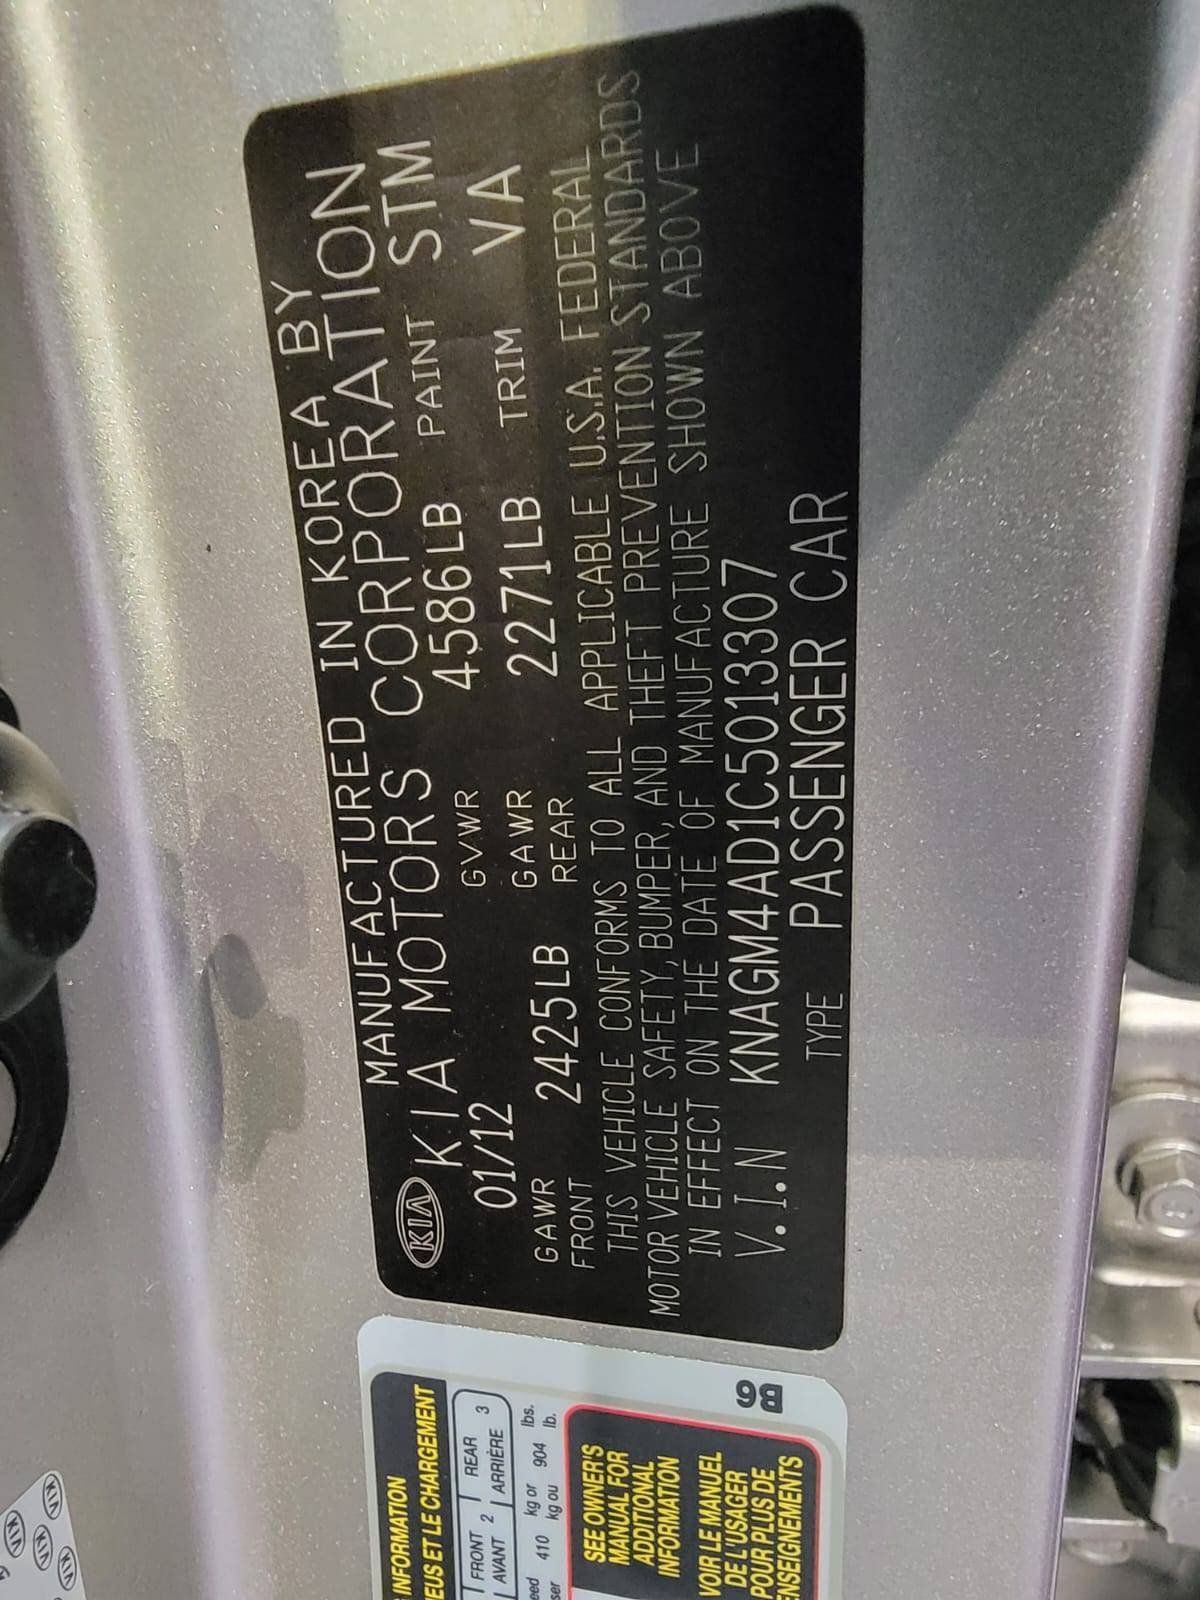 MANUFACTURED IN KOREA BY
KIA KIA MOTORS CORPORATION
01/12 GVWR 4586LB PAINT STM
GAWR FRONT 2425LB GAWR REAR 2271LB TRIM VA
THIS VEHICLE CONFORMS TO ALL APPLICABLE U.S.A. FEDERAL
MOTOR VEHICLE SAFETY, BUMPER, AND THEFT PREVENTION STANDARDS
IN EFFECT ON THE DATE OF MANUFACTURE SHOWN ABOVE
V.I.N KNAGM4AD1C5013307
TYPE PASSENGER CAR
INFORMATION
ET LE CHARGEMENT
FRONT 2 REAR 3
AVANT ARRIÈRE
410 kg or 904 lbs.
kg ou lb.
SEE OWNER'S
MANUAL FOR
ADDITIONAL
INFORMATION
VOIR LE MANUEL
DE L'USAGER
POUR PLUS DE
KIA
KIA
KIA
KIA